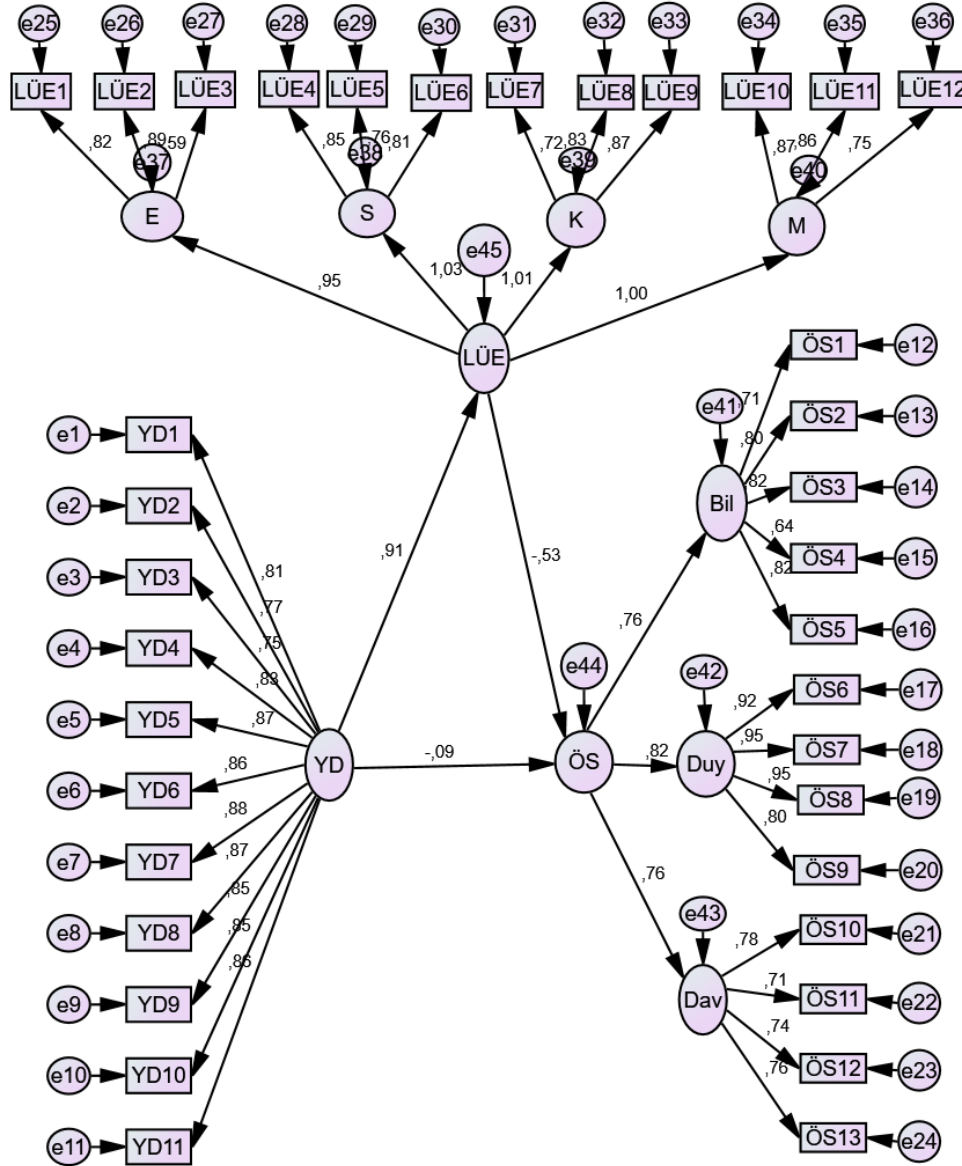 e25 e26 e27 e28 e29 e30 e31 e32 e33 e34 e35 e36
LÜE1 LÜE2 LÜE3 LÜE4 LÜE5 LÜE6 LÜE7 LÜE8 LÜE9 LÜE10 LÜE11 LÜE12
,82 ,89 ,59 ,85 ,76 ,81 ,72 ,83 ,87 ,87 ,86 ,75
e37 e38 e39 e40
E S K M
e45
,95 1,03 1,01 1,00
LÜE
ÖS1 e12
e41 ,71
e1 YD1
ÖS2 e13
,80
e2 YD2
Bil ,82 ÖS3 e14
,91 -,53
e3 YD3
,64 ÖS4 e15
,81
,82
,77
ÖS5 e16
,75
e4 YD4
,83
,76
e44 e42
e5 YD5 ,87
,92 ÖS6 e17
YD -,09 ÖS ,82 Duy ,95 ÖS7 e18
e6 YD6 ,86
,95 ÖS8 e19
,80
e7 YD7 ,88
ÖS9 e20
,87
,76
,85
e43
e8 YD8 ,85
,78 ÖS10 e21
,86
e9 YD9
Dav ,71 ÖS11 e22
,74
e10 YD10
,76 ÖS12 e23
e11 YD11
ÖS13 e24